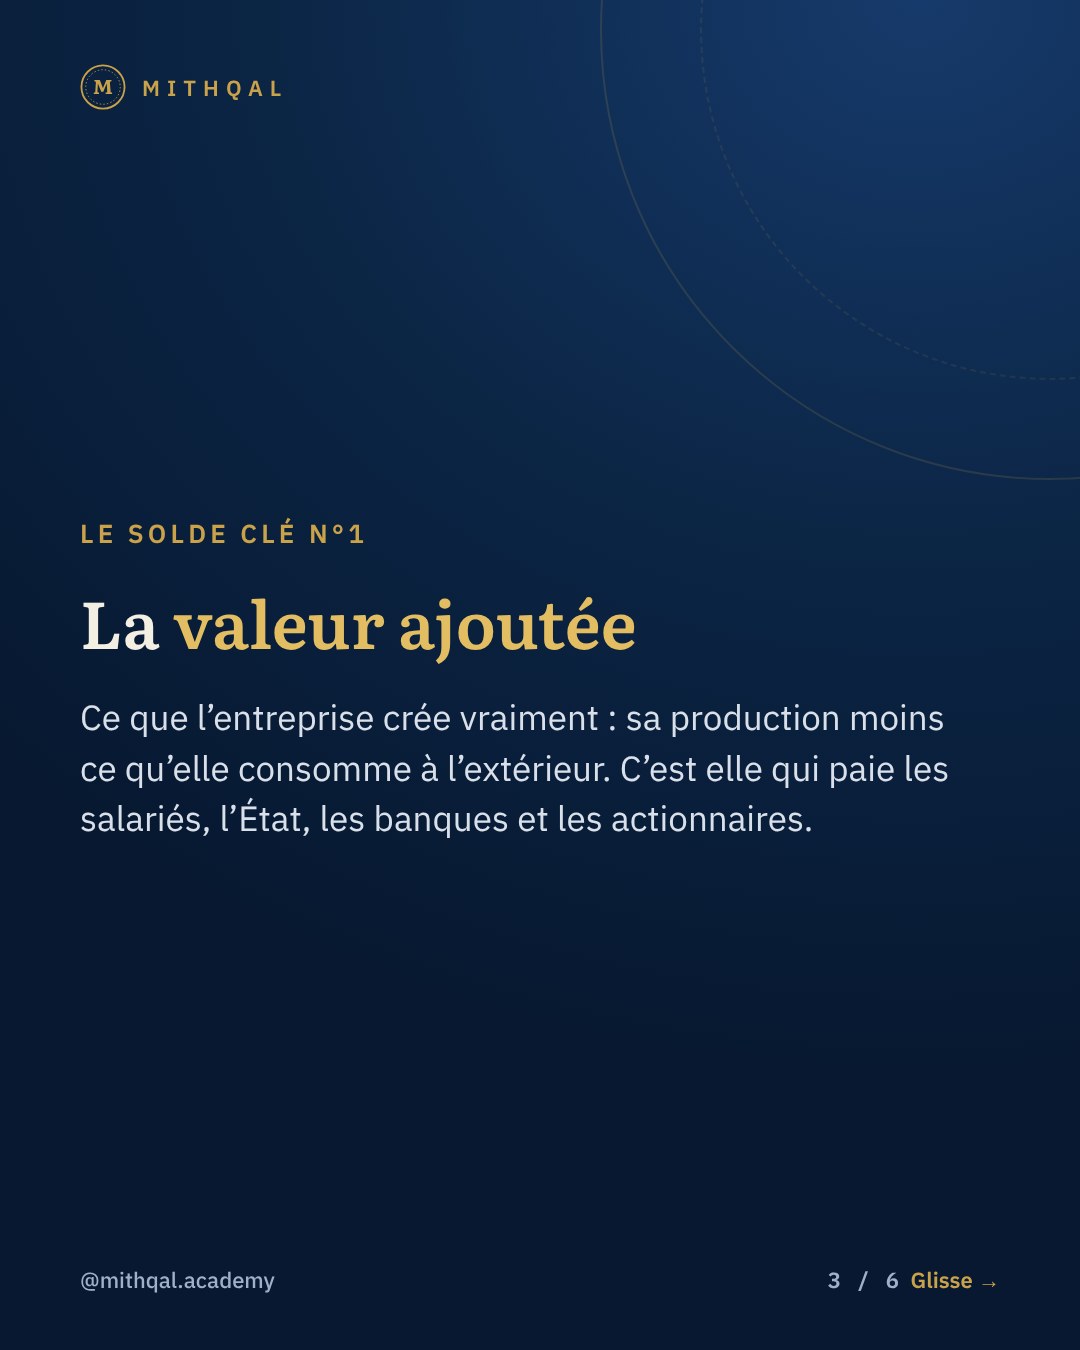 M MITHQAL
LE SOLDE CLÉ N°1
La valeur ajoutée
Ce que l’entreprise crée vraiment : sa production moins
ce qu’elle consomme à l’extérieur. C’est elle qui paie les
salariés, l’État, les banques et les actionnaires.
@mithqal.academy
3 / 6 Glisse →